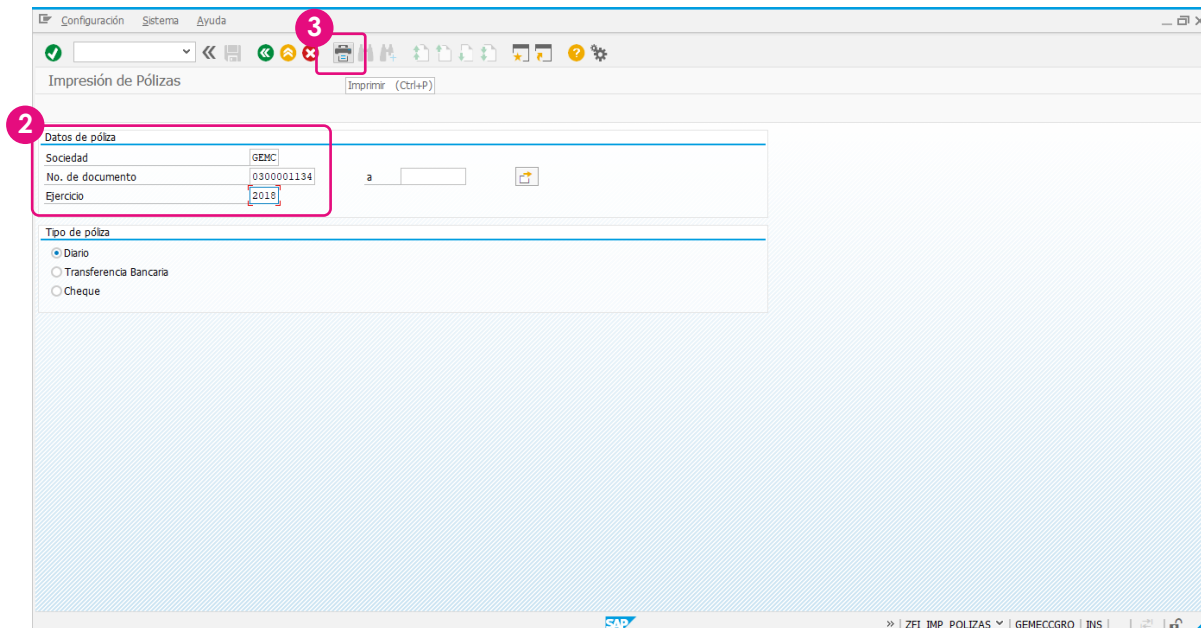 Configuración Sistema Ayuda
3
Impresión de Pólizas
Imprimir (Ctrl+P)
2
Datos de póliza
Sociedad GEMC
No. de documento 0300001134 a
Ejercicio 2018
Tipo de póliza
Diario
Transferencia Bancaria
Cheque
SAP » | ZFI_IMP_POLIZAS | GEMECCGRO | INS |